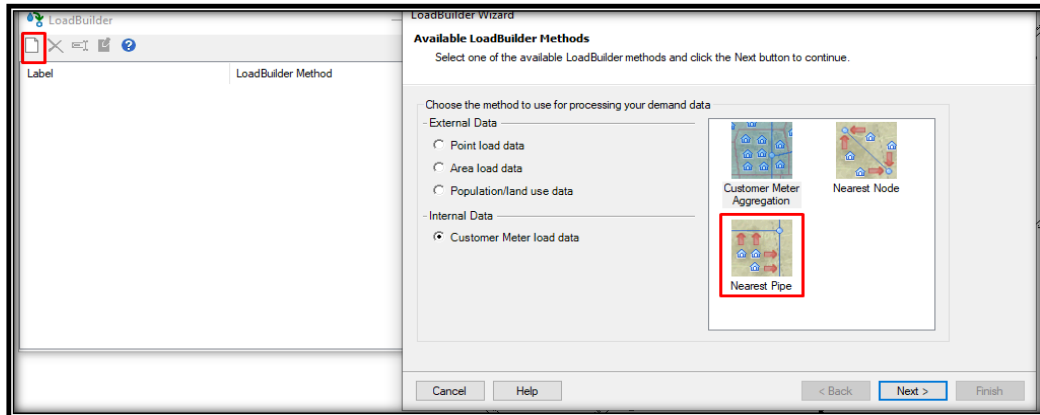 LoadBuilder
Label
LoadBuilder Method
LoadBuilder Wizard
Available LoadBuilder Methods
Select one of the available LoadBuilder methods and click the Next button to continue.
Choose the method to use for processing your demand data
External Data
Point load data
Area load data
Population/land use data
Internal Data
Customer Meter load data
Customer Meter
Aggregation
Nearest Node
Nearest Pipe
Cancel
Help
< Back
Next >
Finish